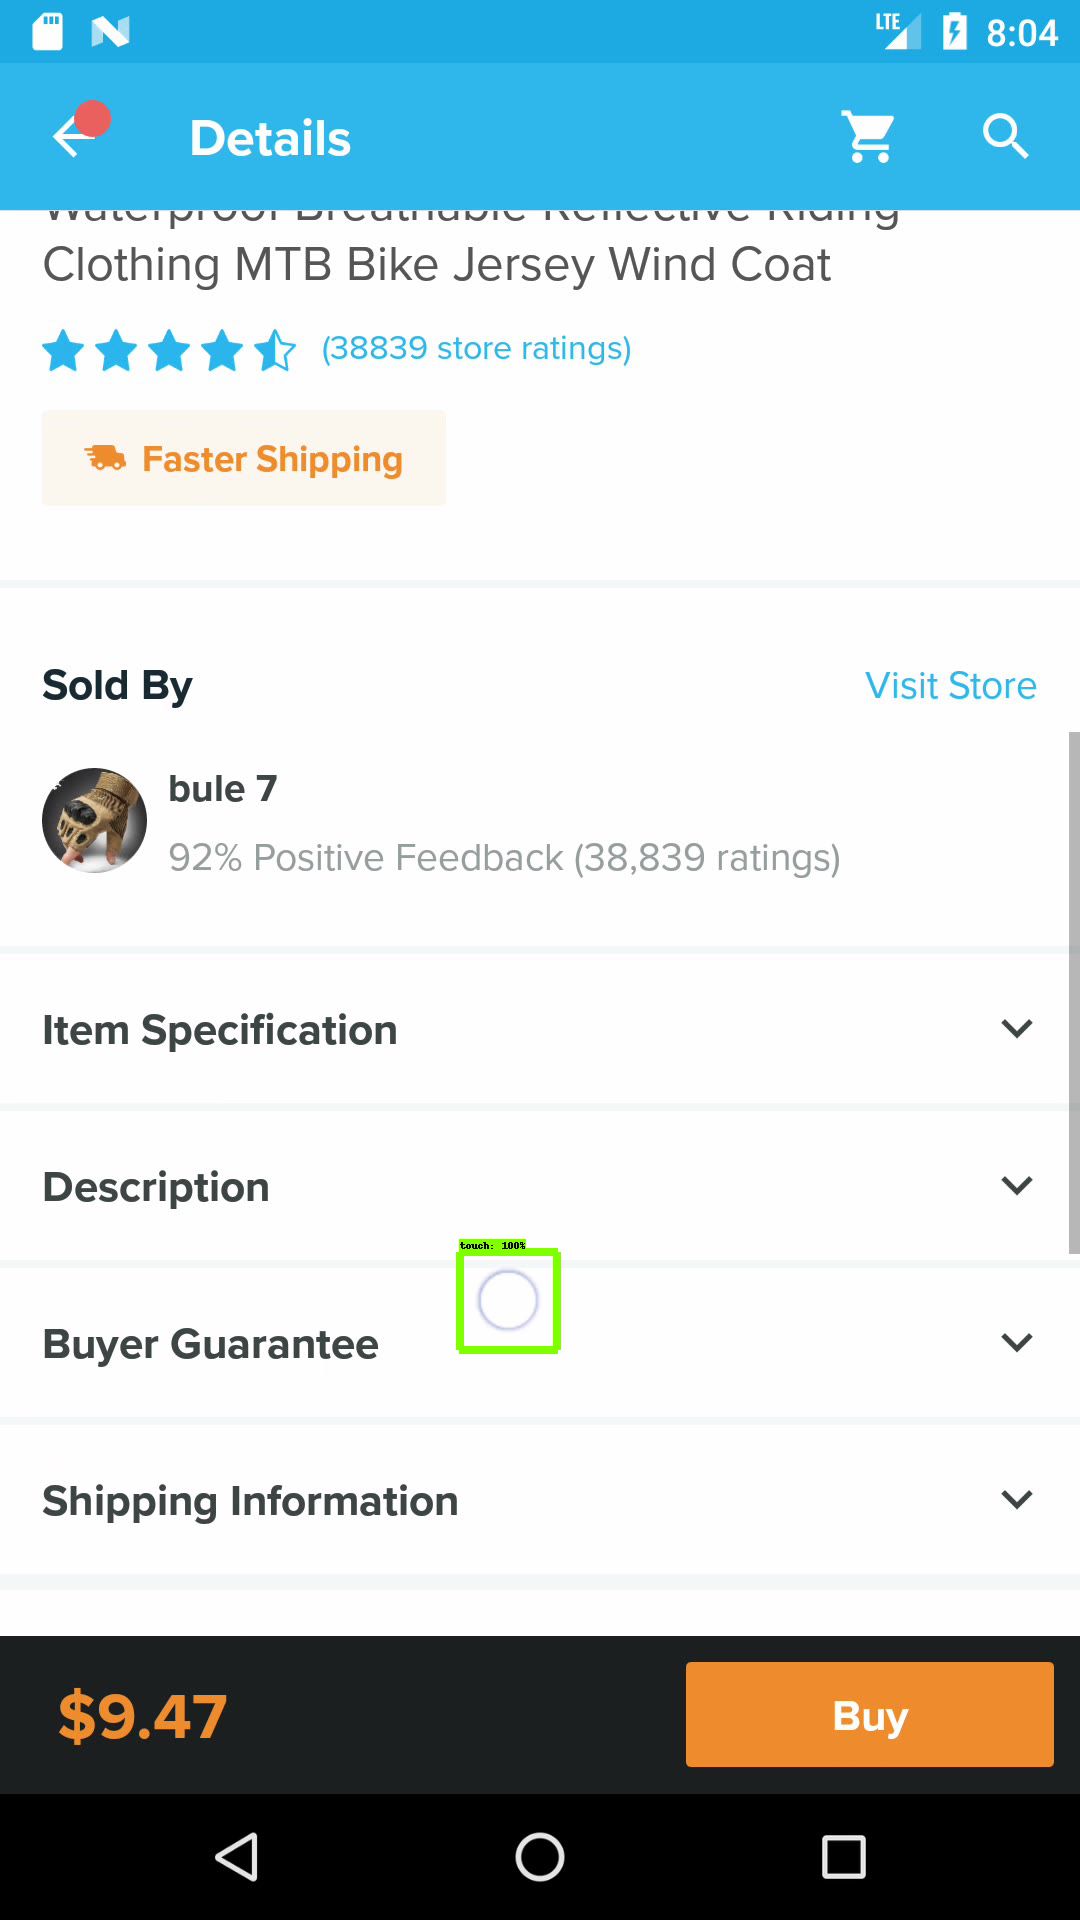 LTE 8:04
Details
Waterproof Breathable Reflective Riding
Clothing MTB Bike Jersey Wind Coat
(38839 store ratings)
Faster Shipping
Sold By
Visit Store
bule 7
92% Positive Feedback (38,839 ratings)
Item Specification
Description
touch: 100%
Buyer Guarantee
Shipping Information
$9.47
Buy